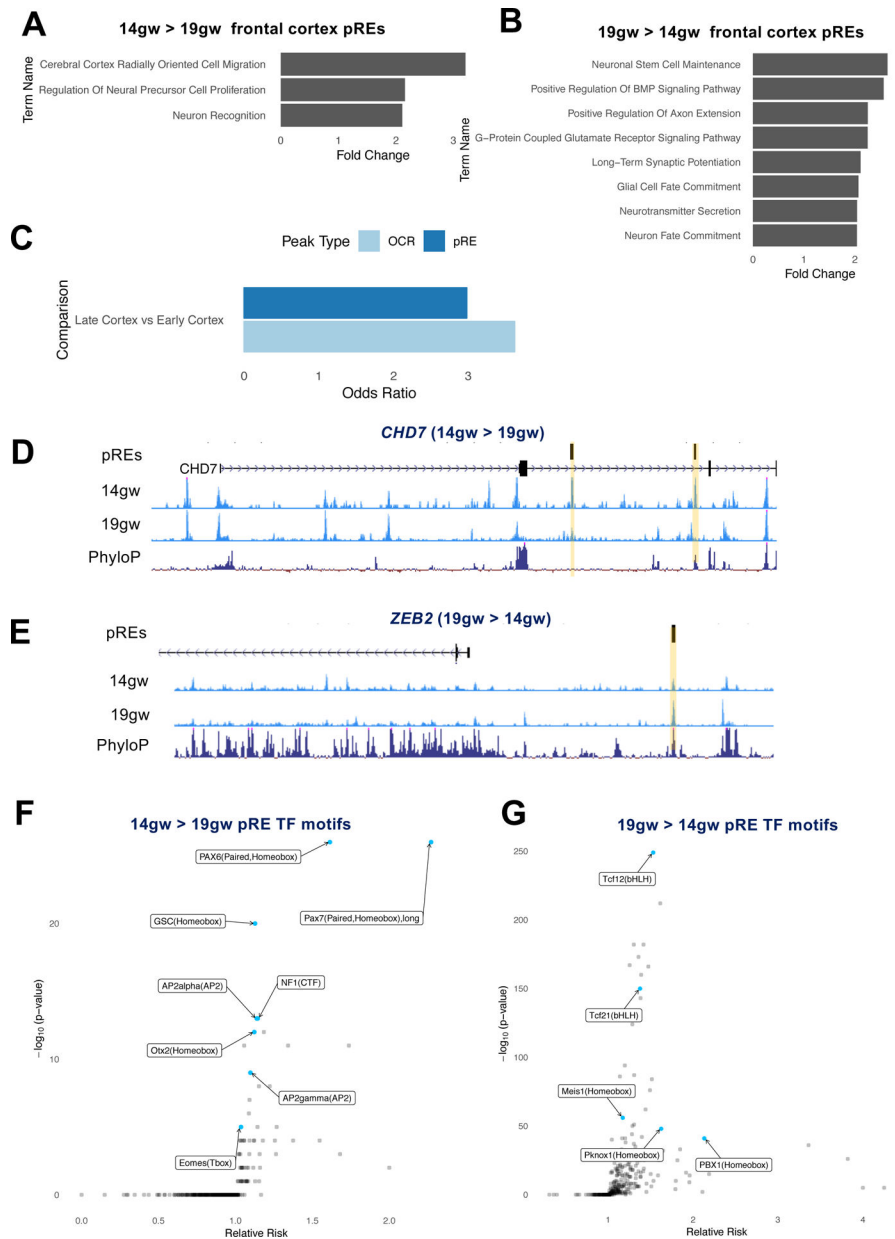 A
14gw > 19gw frontal cortex pREs
Term Name
Cerebral Cortex Radially Oriented Cell Migration
Regulation Of Neural Precursor Cell Proliferation
Neuron Recognition
0 1 2 3
Fold Change
B
19gw > 14gw frontal cortex pREs
Term Name
Neuronal Stem Cell Maintenance
Positive Regulation Of BMP Signaling Pathway
Positive Regulation Of Axon Extension
G-Protein Coupled Glutamate Receptor Signaling Pathway
Long-Term Synaptic Potentiation
Glial Cell Fate Commitment
Neurotransmitter Secretion
Neuron Fate Commitment
0 1 2
Fold Change
C
Peak Type OCR pRE
Comparison
Late Cortex vs Early Cortex
0 1 2 3
Odds Ratio
D
CHD7 (14gw > 19gw)
pREs
CHD7
14gw
19gw
PhyloP
E
ZEB2 (19gw > 14gw)
pREs
14gw
19gw
PhyloP
F
14gw > 19gw pRE TF motifs
PAX6(Paired,Homeobox)
Pax7(Paired,Homeobox),long
GSC(Homeobox)
AP2alpha(AP2)
NF1(CTF)
Otx2(Homeobox)
AP2gamma(AP2)
Eomes(Tbox)
−log10 (p−value)
20
10
0
0.0 0.5 1.0 1.5 2.0
Relative Risk
G
19gw > 14gw pRE TF motifs
Tcf12(bHLH)
Tcf21(bHLH)
Meis1(Homeobox)
Pknox1(Homeobox)
PBX1(Homeobox)
−log10 (p−value)
250
200
150
100
50
0
1 2 3 4
Relative Risk